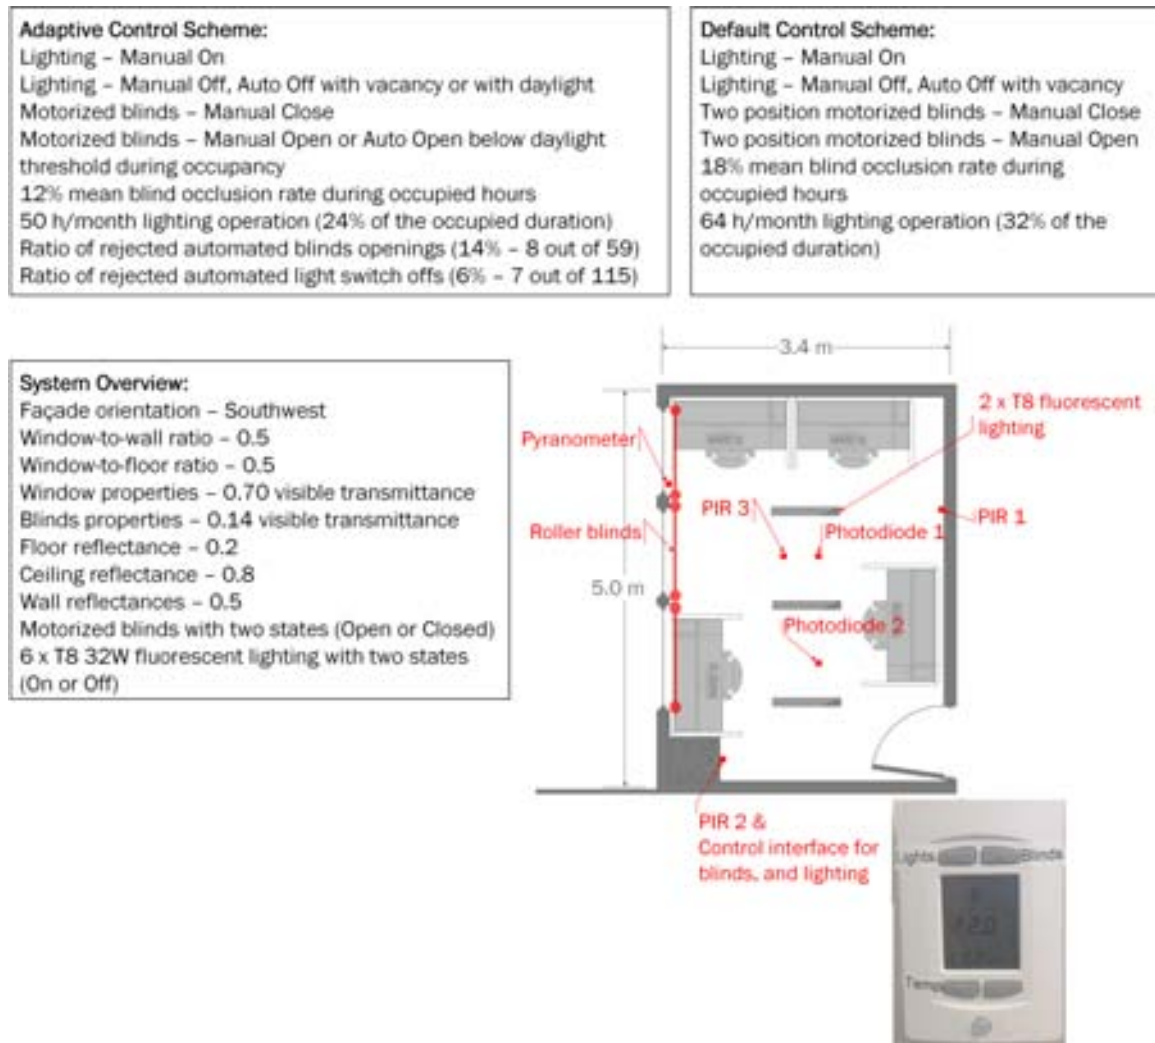 Adaptive Control Scheme:
Lighting – Manual On
Lighting – Manual Off, Auto Off with vacancy or with daylight
Motorized blinds – Manual Close
Motorized blinds – Manual Open or Auto Open below daylight
threshold during occupancy
12% mean blind occlusion rate during occupied hours
50 h/month lighting operation (24% of the occupied duration)
Ratio of rejected automated blinds openings (14% – 8 out of 59)
Ratio of rejected automated light switch offs (6% – 7 out of 115)
Default Control Scheme:
Lighting – Manual On
Lighting – Manual Off, Auto Off with vacancy
Two position motorized blinds – Manual Close
Two position motorized blinds – Manual Open
18% mean blind occlusion rate during
occupied hours
64 h/month lighting operation (32% of the
occupied duration)
System Overview:
Façade orientation – Southwest
Window-to-wall ratio – 0.5
Window-to-floor ratio – 0.5
Window properties – 0.70 visible transmittance
Blinds properties – 0.14 visible transmittance
Floor reflectance – 0.2
Ceiling reflectance – 0.8
Wall reflectances – 0.5
Motorized blinds with two states (Open or Closed)
6 x T8 32W fluorescent lighting with two states
(On or Off)
3.4 m
2 x T8 fluorescent
lighting
Pyranometer
PIR 3
PIR 1
Roller blinds
Photodiode 1
5.0 m
Photodiode 2
PIR 2 &
Control interface for
blinds, and lighting
Lights
Blinds
Temp